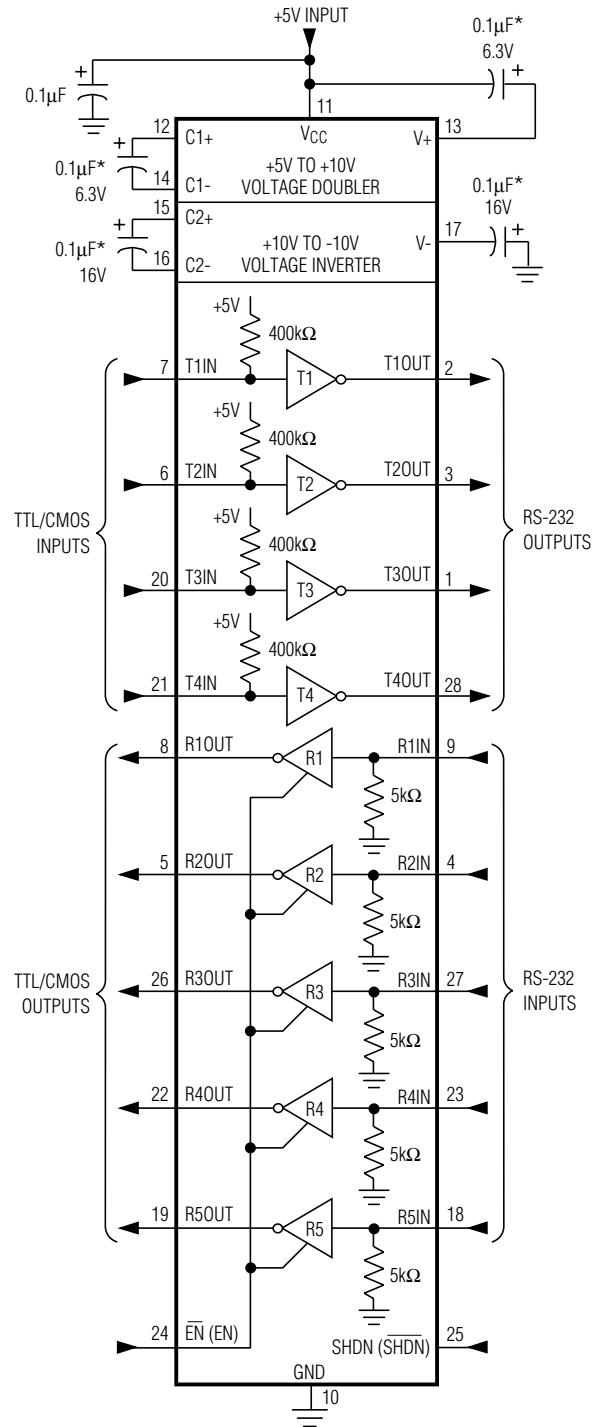 +5V INPUT
0.1µF*
6.3V
+
+
0.1µF
11
12
C1+
VCC
V+
13
+
0.1µF*
6.3V
14
C1-
+5V TO +10V
VOLTAGE DOUBLER
15
C2+
+
0.1µF*
16V
16
C2-
+10V TO -10V
VOLTAGE INVERTER
V-
17
0.1µF*
16V
+
+5V
400kΩ
7
T1IN
T1
T1OUT
2
+5V
400kΩ
6
T2IN
T2
T2OUT
3
TTL/CMOS
INPUTS
RS-232
OUTPUTS
+5V
400kΩ
20
T3IN
T3
T3OUT
1
+5V
400kΩ
21
T4IN
T4
T4OUT
28
8
R1OUT
R1
R1IN
9
5kΩ
5
R2OUT
R2
R2IN
4
5kΩ
TTL/CMOS
OUTPUTS
RS-232
INPUTS
26
R3OUT
R3
R3IN
27
5kΩ
22
R4OUT
R4
R4IN
23
5kΩ
19
R5OUT
R5
R5IN
18
5kΩ
24
E̅N̅ (EN)
SHDN (S̅H̅D̅N̅)
25
GND
10